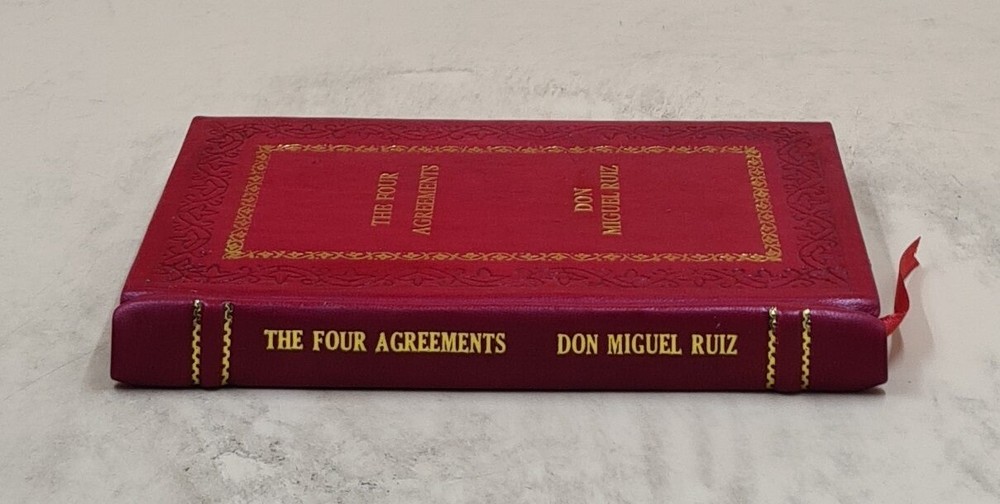 THE FOUR
AGREEMENTS
DON
MIGUEL RUIZ
THE FOUR AGREEMENTS DON MIGUEL RUIZ